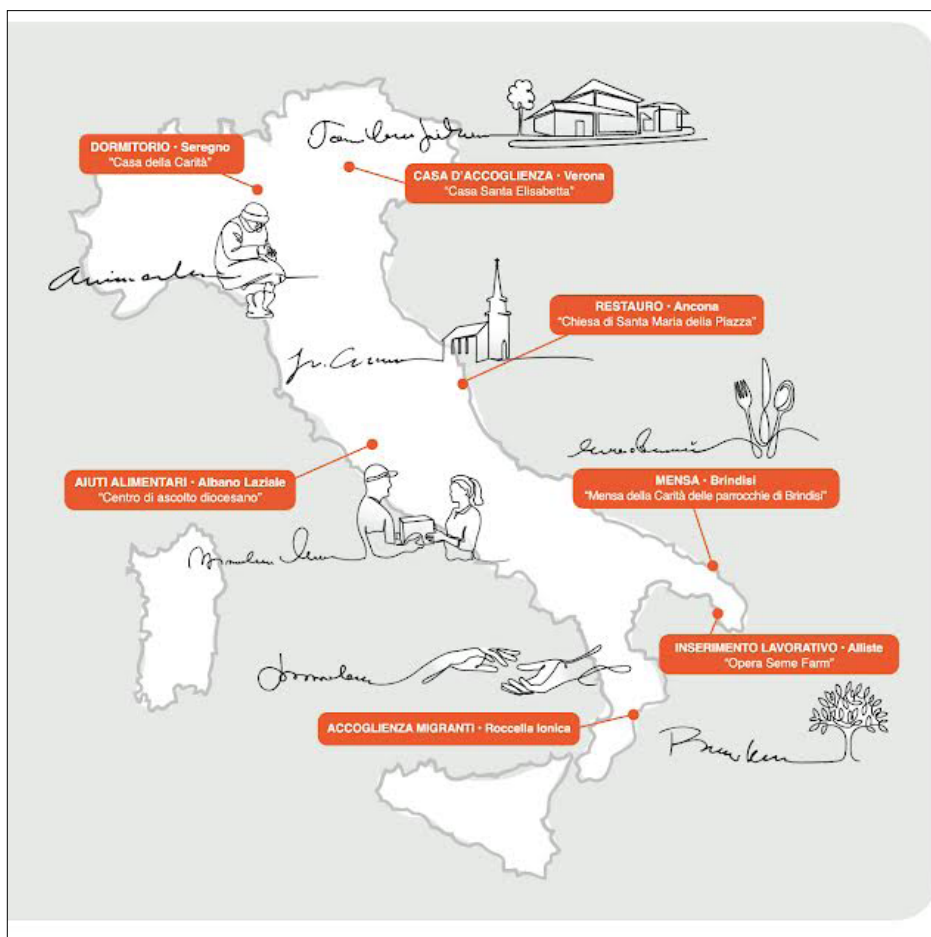 DORMITORIO • Seregno
"Casa della Carità"
CASA D'ACCOGLIENZA • Verona
"Casa Santa Elisabetta"
RESTAURO • Ancona
"Chiesa di Santa Maria della Piazza"
AIUTI ALIMENTARI • Albano Laziale
"Centro di ascolto diocesano"
MENSA • Brindisi
"Mensa della Carità delle parrocchie di Brindisi"
INSERIMENTO LAVORATIVO • Alliste
"Opera Seme Farm"
ACCOGLIENZA MIGRANTI • Roccella Ionica